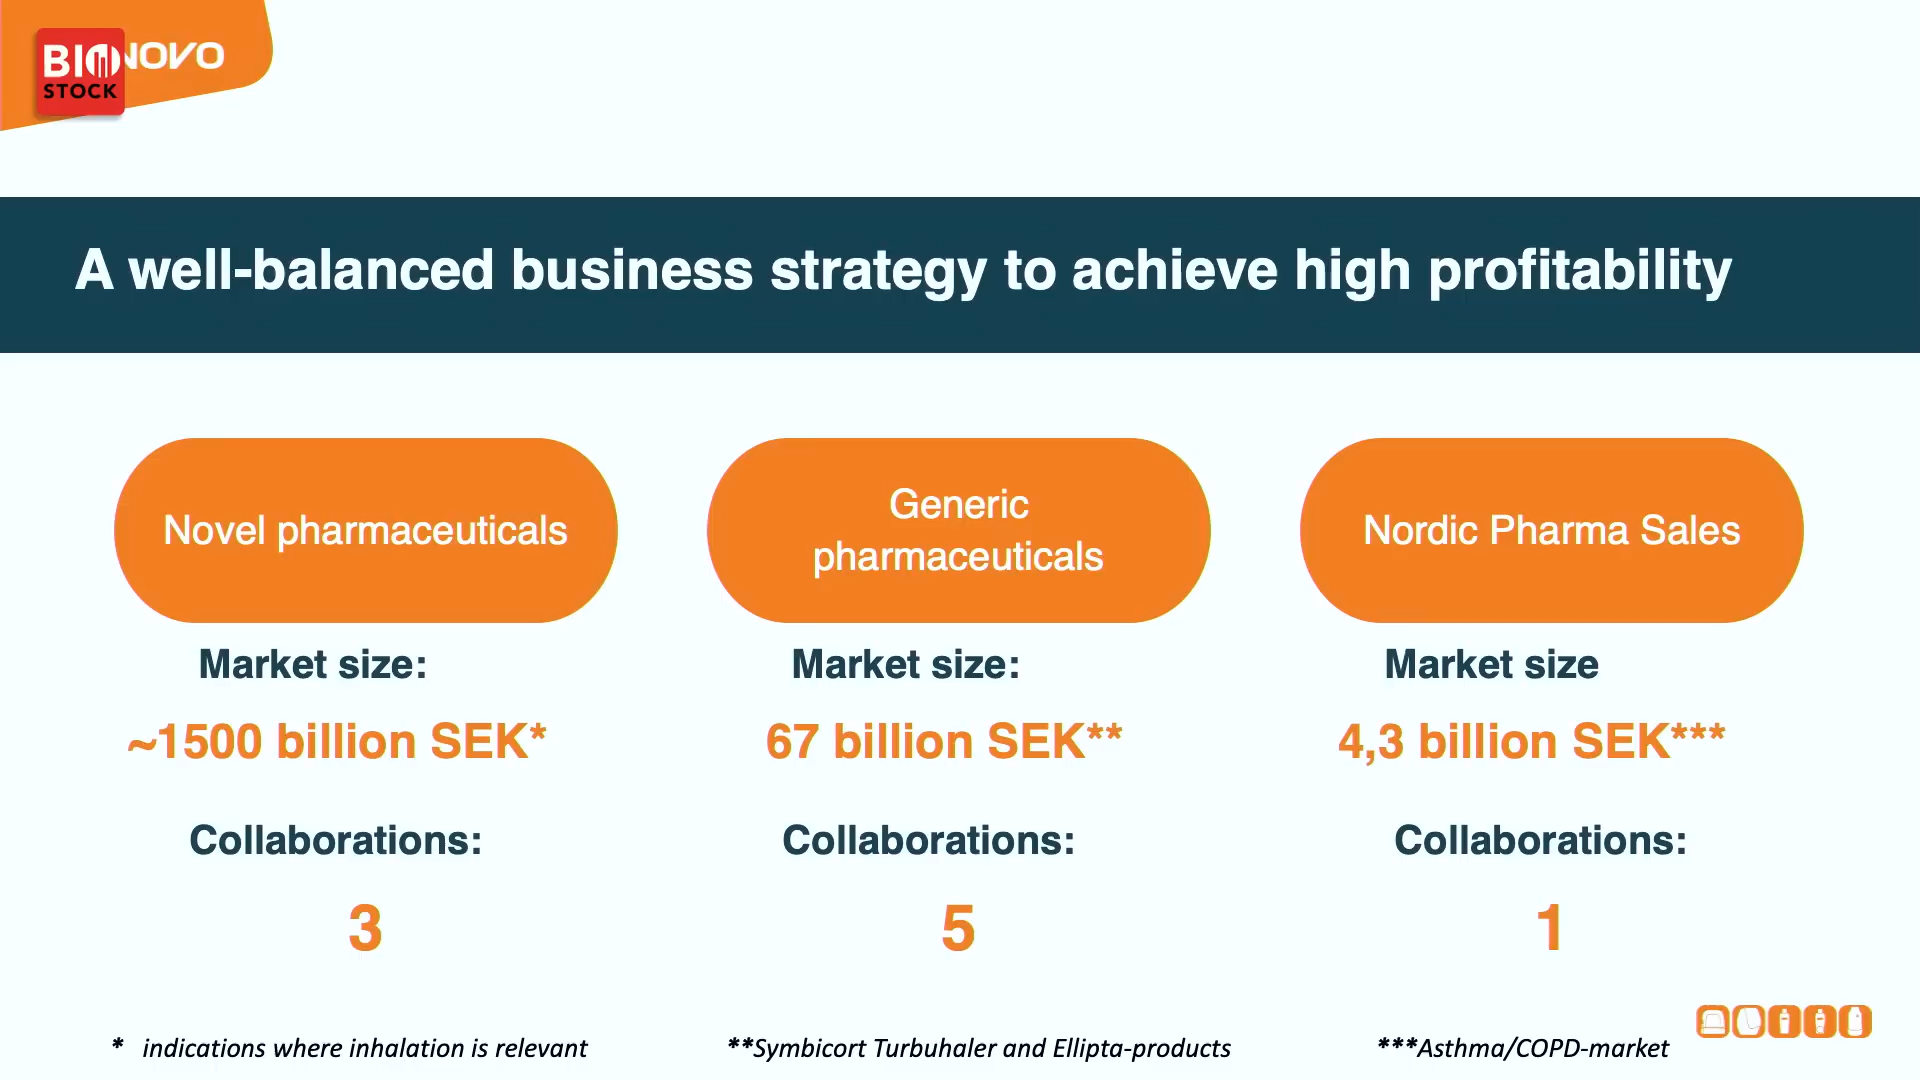 BIO
STOCK
NOVO
A well-balanced business strategy to achieve high profitability
Novel pharmaceuticals
Generic
pharmaceuticals
Nordic Pharma Sales
Market size:
Market size:
Market size
~1500 billion SEK*
67 billion SEK**
4,3 billion SEK***
Collaborations:
Collaborations:
Collaborations:
3
5
1
* indications where inhalation is relevant
**Symbicort Turbuhaler and Ellipta-products
***Asthma/COPD-market